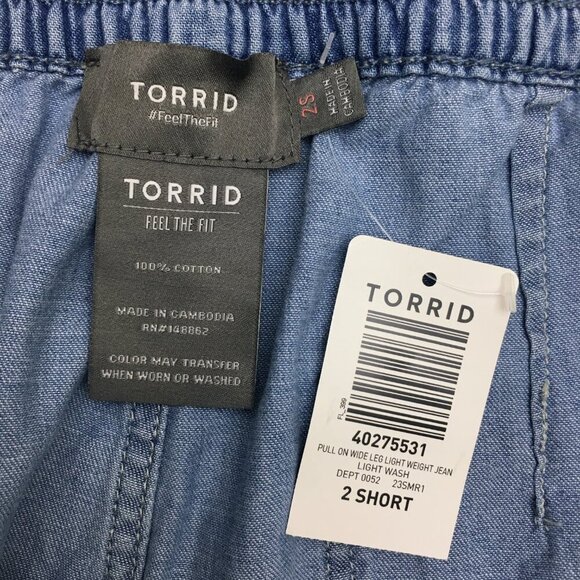 TORRID
#FeelTheFit
2S
MADE IN
CAMBODIA
TORRID
FEEL THE FIT
100% COTTON
MADE IN CAMBODIA
RN#148862
COLOR MAY TRANSFER
WHEN WORN OR WASHED
TORRID
FL_399
40275531
PULL ON WIDE LEG LIGHT WEIGHT JEAN
LIGHT WASH
DEPT 0052 23SMR1
2 SHORT